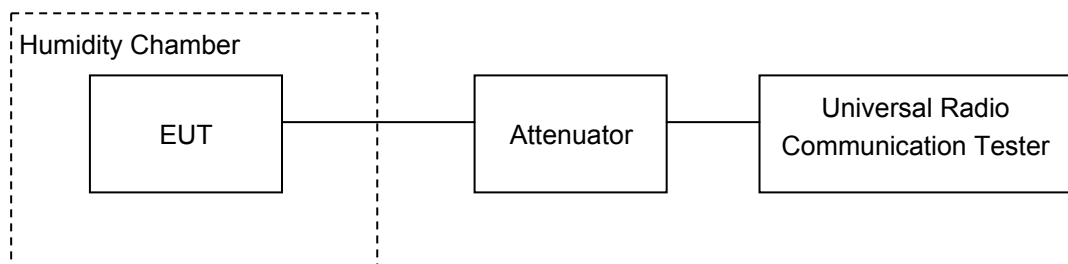 Humidity Chamber
EUT
Attenuator
Universal Radio
Communication Tester